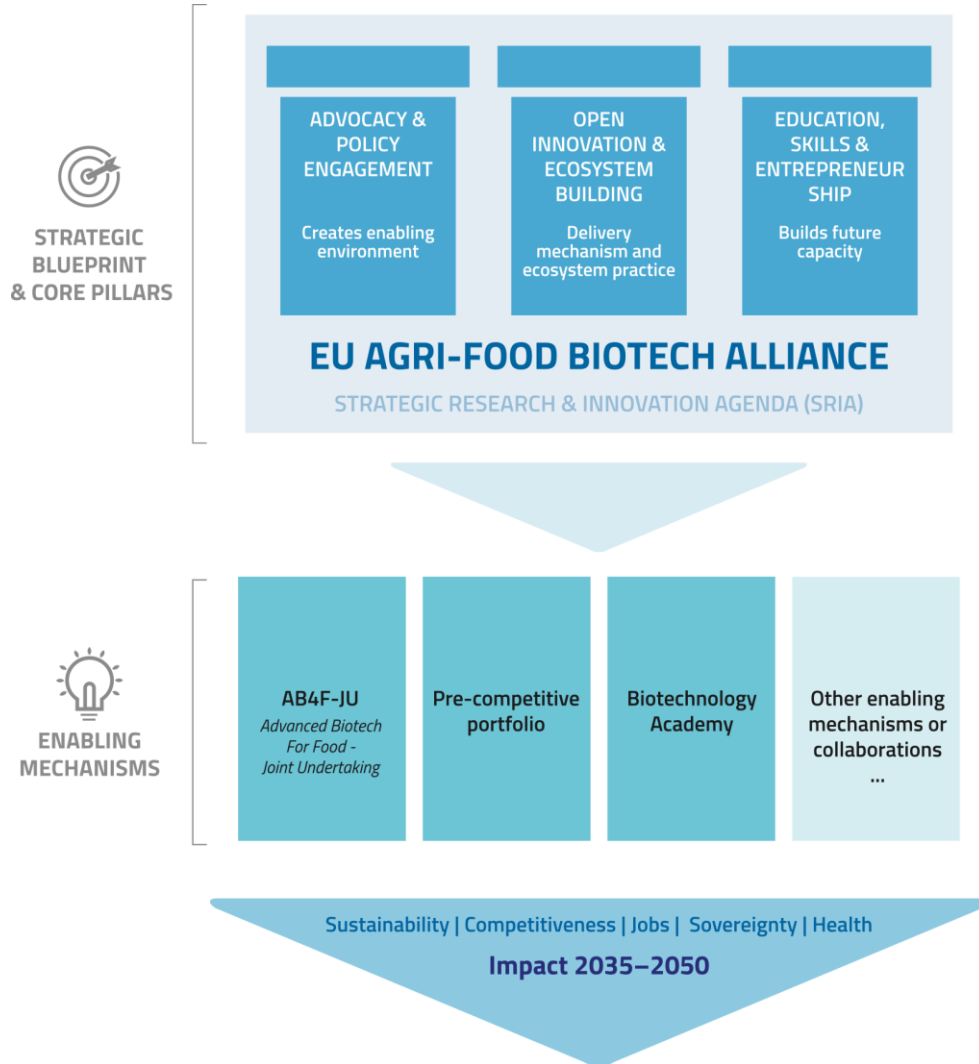 STRATEGIC
BLUEPRINT
& CORE PILLARS
ADVOCACY &
POLICY
ENGAGEMENT
Creates enabling
environment
OPEN
INNOVATION &
ECOSYSTEM
BUILDING
Delivery
mechanism and
ecosystem practice
EDUCATION,
SKILLS &
ENTREPRENEUR
SHIP
Builds future
capacity
EU AGRI-FOOD BIOTECH ALLIANCE
STRATEGIC RESEARCH & INNOVATION AGENDA (SRIA)
ENABLING
MECHANISMS
AB4F-JU
Advanced Biotech
For Food -
Joint Undertaking
Pre-competitive
portfolio
Biotechnology
Academy
Other enabling
mechanisms or
collaborations
...
Sustainability | Competitiveness | Jobs | Sovereignty | Health
Impact 2035–2050